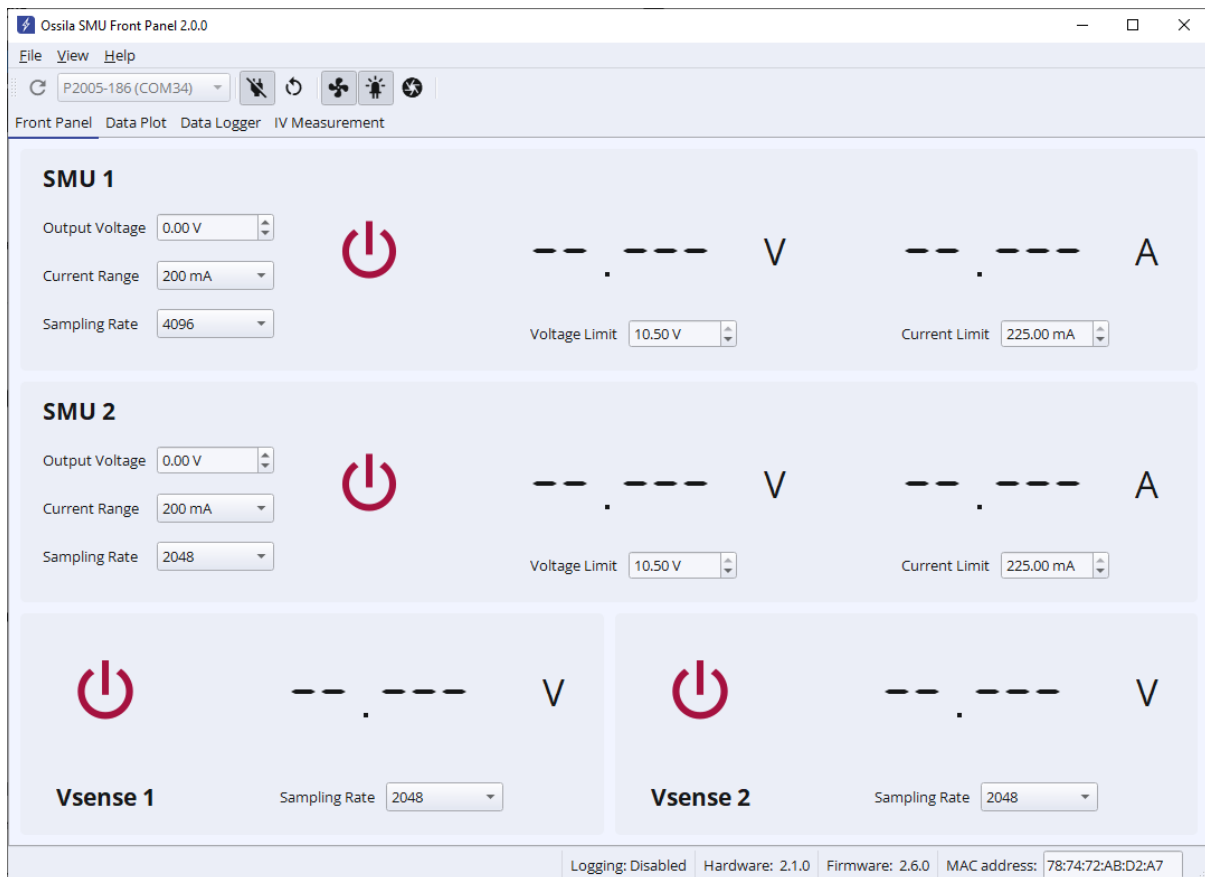 Ossila SMU Front Panel 2.0.0
File View Help
P2005-186 (COM34)
Front Panel Data Plot Data Logger IV Measurement
SMU 1
Output Voltage 0.00 V
Current Range 200 mA
Sampling Rate 4096
-- . --- V
-- . --- A
Voltage Limit 10.50 V
Current Limit 225.00 mA
SMU 2
Output Voltage 0.00 V
Current Range 200 mA
Sampling Rate 2048
-- . --- V
-- . --- A
Voltage Limit 10.50 V
Current Limit 225.00 mA
-- . --- V
Vsense 1
Sampling Rate 2048
-- . --- V
Vsense 2
Sampling Rate 2048
Logging: Disabled Hardware: 2.1.0 Firmware: 2.6.0 MAC address: 78:74:72:AB:D2:A7